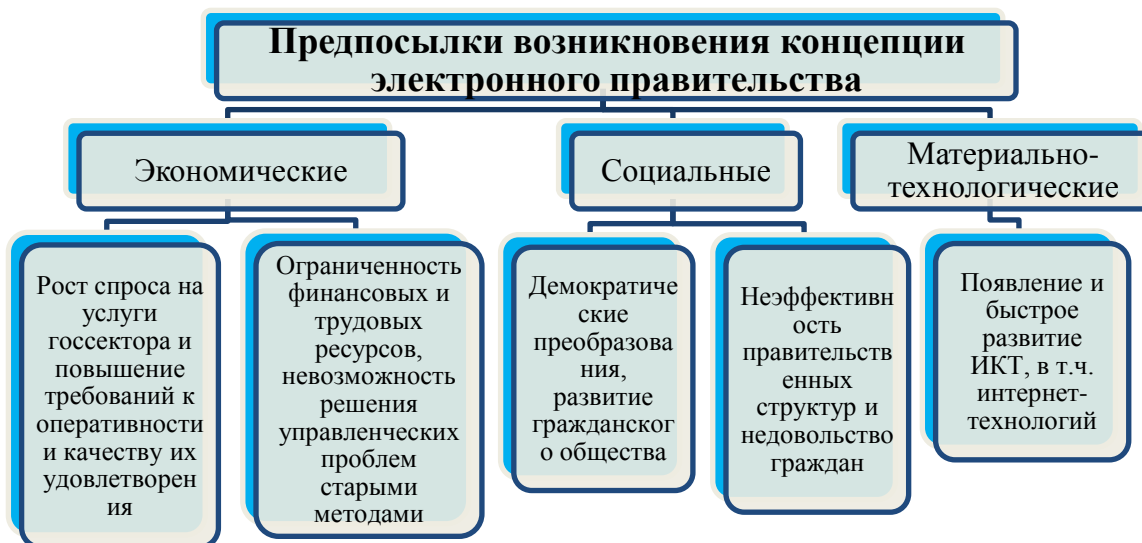 Предпосылки возникновения концепции
электронного правительства
Экономические
Социальные
Материально-
технологические
Рост спроса на
услуги
госсектора и
повышение
требований к
оперативности
и качеству их
удовлетворен
ия
Ограниченность
финансовых и
трудовых
ресурсов,
невозможность
решения
управленческих
проблем
старыми
методами
Демократиче
ские
преобразова
ния,
развитие
гражданског
о общества
Неэффективн
ость
правительств
енных
структур и
недовольство
граждан
Появление и
быстрое
развитие
ИКТ, в т.ч.
интернет-
технологий